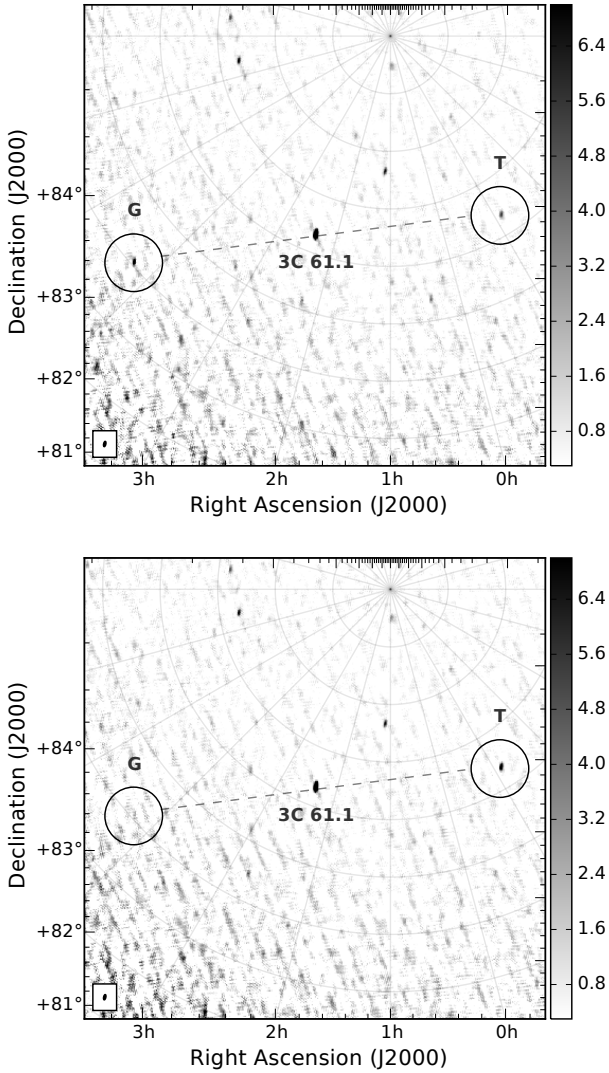 T
G
3C 61.1
+84°
+83°
+82°
+81°
Declination (J2000)
3h
2h
1h
0h
Right Ascension (J2000)
6.4
5.6
4.8
4.0
3.2
2.4
1.6
0.8
T
G
3C 61.1
+84°
+83°
+82°
+81°
Declination (J2000)
3h
2h
1h
0h
Right Ascension (J2000)
6.4
5.6
4.8
4.0
3.2
2.4
1.6
0.8